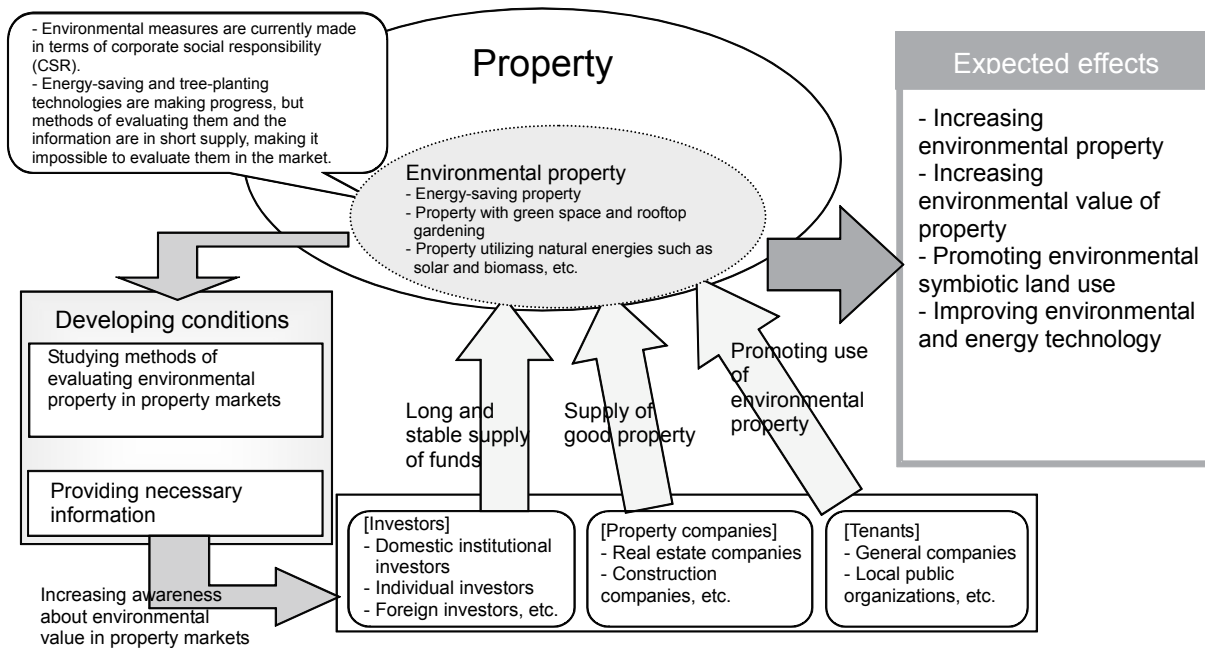 - Environmental measures are currently made
in terms of corporate social responsibility
(CSR).
- Energy-saving and tree-planting
technologies are making progress, but
methods of evaluating them and the
information are in short supply, making it
impossible to evaluate them in the market.
Property
Environmental property
- Energy-saving property
- Property with green space and rooftop
gardening
- Property utilizing natural energies such as
solar and biomass, etc.
Expected effects
- Increasing
environmental property
- Increasing
environmental value of
property
- Promoting environmental
symbiotic land use
- Improving environmental
and energy technology
Developing conditions
Studying methods of
evaluating environmental
property in property markets
Providing necessary
information
Increasing awareness
about environmental
value in property markets
Long and
stable supply
of funds
Supply of
good property
Promoting use
of
environmental
property
[Investors]
- Domestic institutional
investors
- Individual investors
- Foreign investors, etc.
[Property companies]
- Real estate companies
- Construction
companies, etc.
[Tenants]
- General companies
- Local public
organizations, etc.